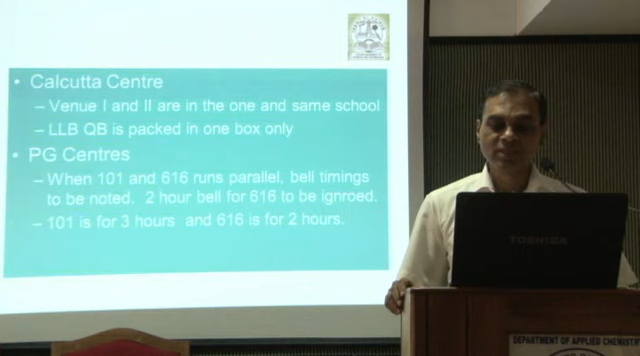 • Calcutta Centre
– Venue I and II are in the one and same school
– LLB QB is packed in one box only
• PG Centres
– When 101 and 616 runs parallel, bell timings
to be noted. 2 hour bell for 616 to be ignroed.
– 101 is for 3 hours and 616 is for 2 hours.
TOSHIBA
DEPARTMENT OF APPLIED CHEMISTRY